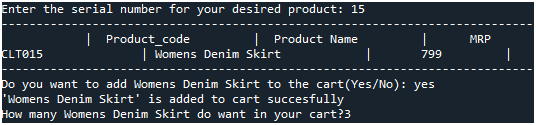 Enter the serial number for your desired product: 15
--------------------------------------------------------------------------------
| Product_code | Product Name | MRP
CLT015 | Womens Denim Skirt | 799 |
--------------------------------------------------------------------------------
Do you want to add Womens Denim Skirt to the cart(Yes/No): yes
'Womens Denim Skirt' is added to cart succesfully
How many Womens Denim Skirt do want in your cart?3